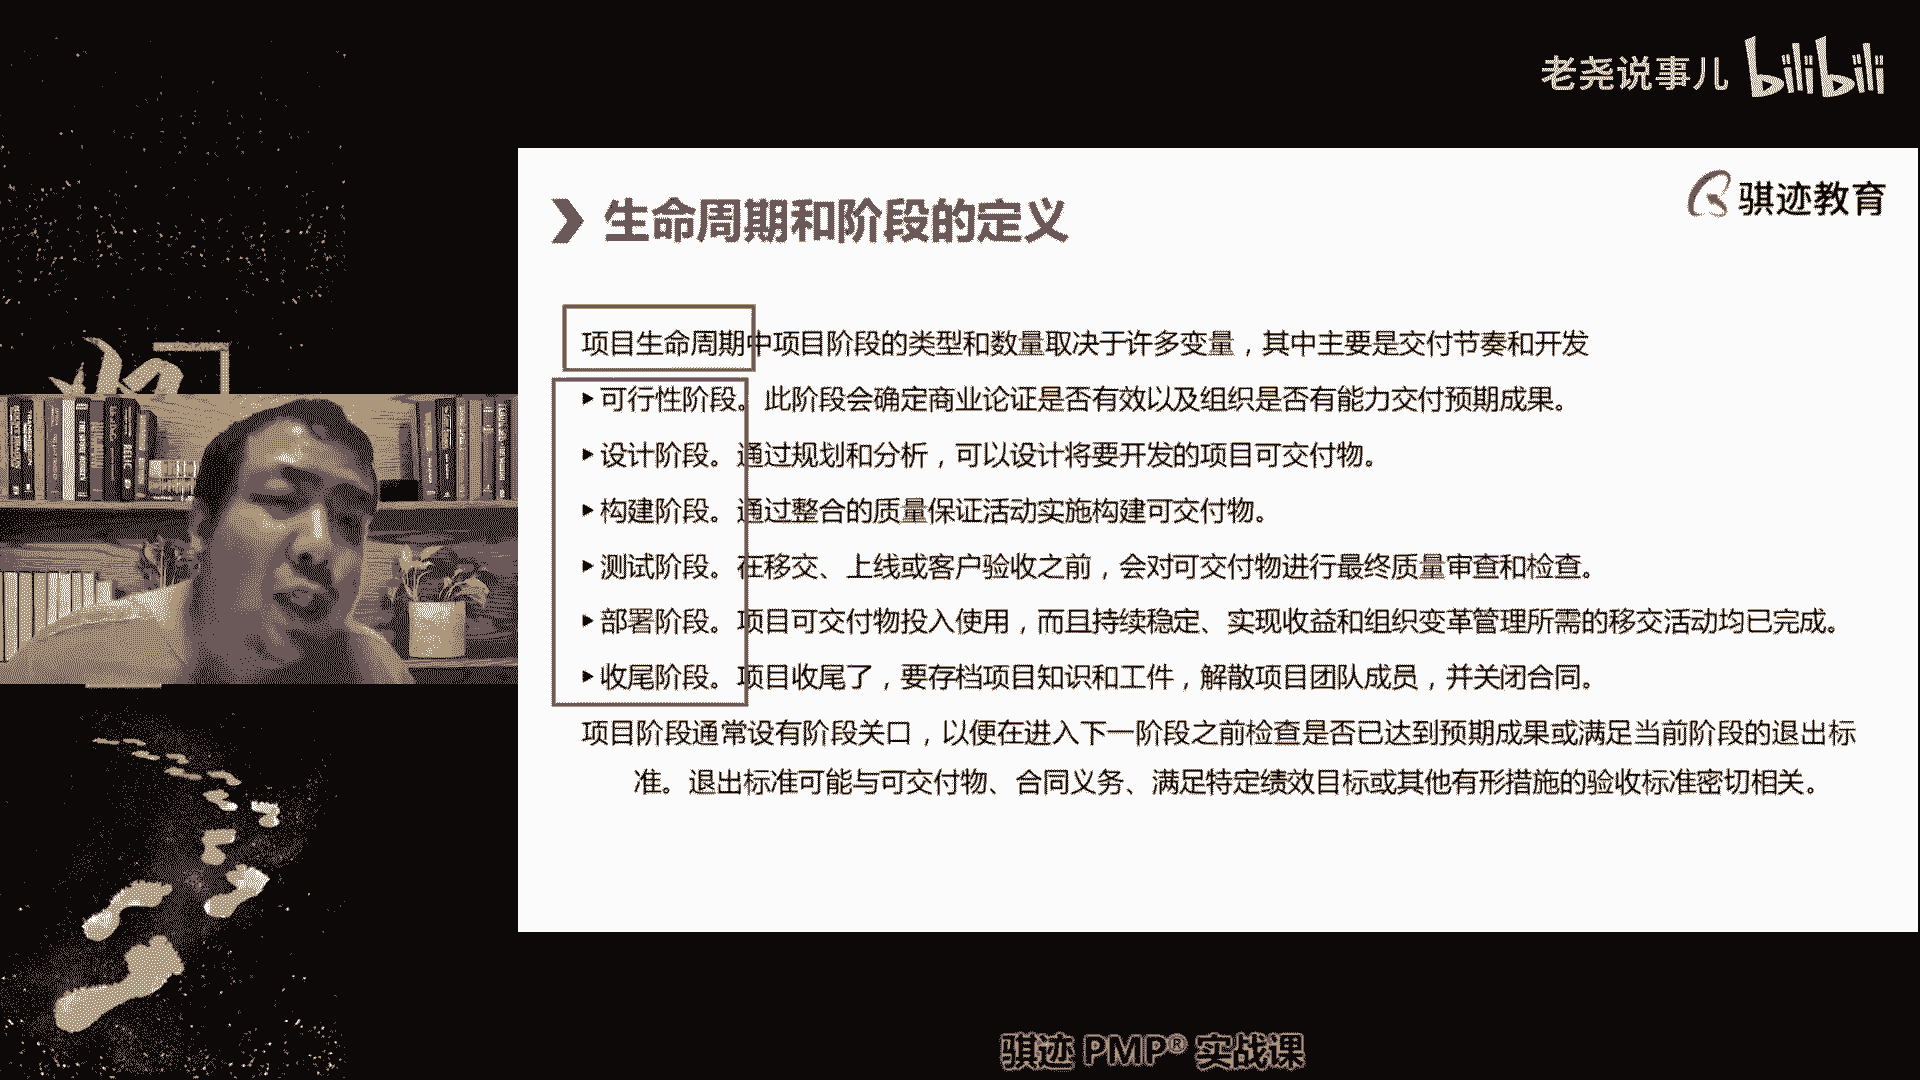 老尧说事儿 bilibili
骐迹教育
生命周期和阶段的定义
项目生命周期中项目阶段的类型和数量取决于许多变量，其中主要是交付节奏和开发
可行性阶段。此阶段会确定商业论证是否有效以及组织是否有能力交付预期成果。
设计阶段。通过规划和分析，可以设计将要开发的项目可交付物。
构建阶段。通过整合的质量保证活动实施构建可交付物。
测试阶段。在移交、上线或客户验收之前，会对可交付物进行最终质量审查和检查。
部署阶段。项目可交付物投入使用，而且持续稳定、实现收益和组织变革管理所需的移交活动均已完成。
收尾阶段。项目收尾了，要存档项目知识和工件，解散项目团队成员，并关闭合同。
项目阶段通常设有阶段关口，以便在进入下一阶段之前检查是否已达到预期成果或满足当前阶段的退出标
准。退出标准可能与可交付物、合同义务、满足特定绩效目标或其他有形措施的验收标准密切相关。
骐迹 PMP® 实战课